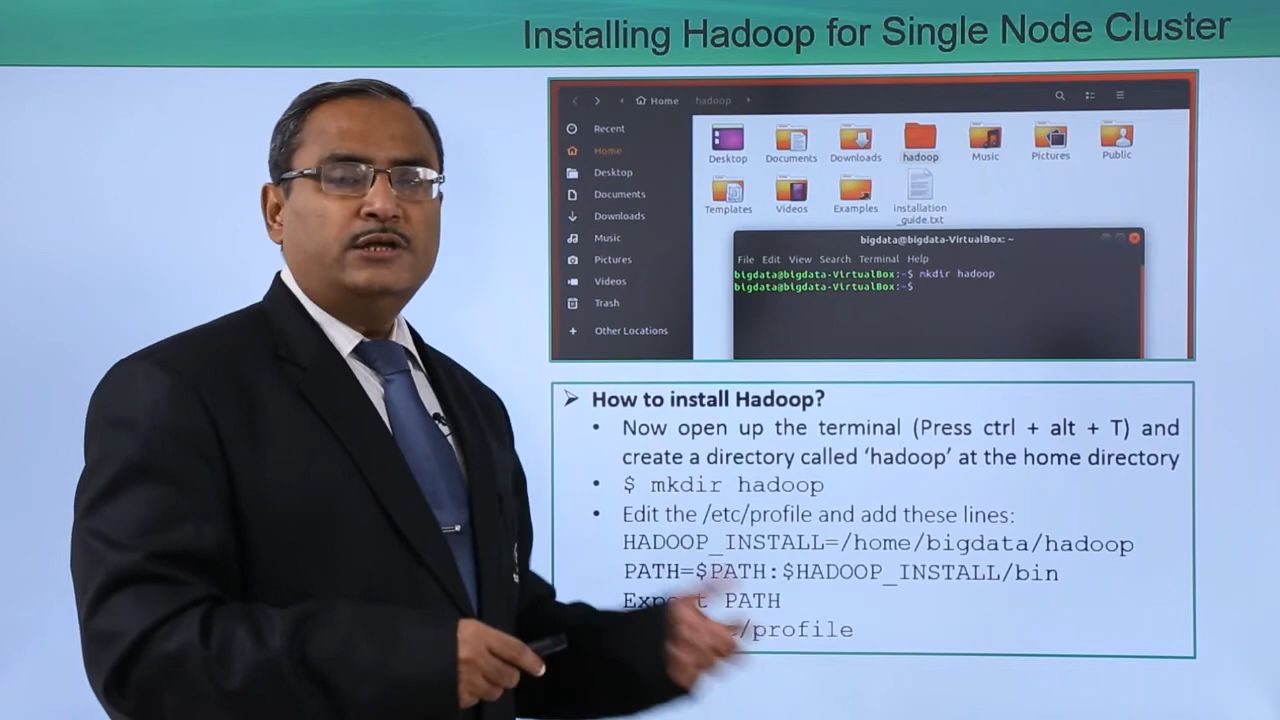 Installing Hadoop for Single Node Cluster
Home hadoop
Recent
Home
Desktop
Documents
Downloads
Music
Pictures
Videos
Trash
Other Locations
Desktop Documents Downloads hadoop Music Pictures Public
Templates Videos Examples installation
_guide.txt
bigdata@bigdata-VirtualBox: ~
File Edit View Search Terminal Help
bigdata@bigdata-VirtualBox:~$ mkdir hadoop
bigdata@bigdata-VirtualBox:~$
➢ How to install Hadoop?
• Now open up the terminal (Press ctrl + alt + T) and
create a directory called ‘hadoop’ at the home directory
• $ mkdir hadoop
• Edit the /etc/profile and add these lines:
HADOOP_INSTALL=/home/bigdata/hadoop
PATH=$PATH:$HADOOP_INSTALL/bin
PATH
/profile